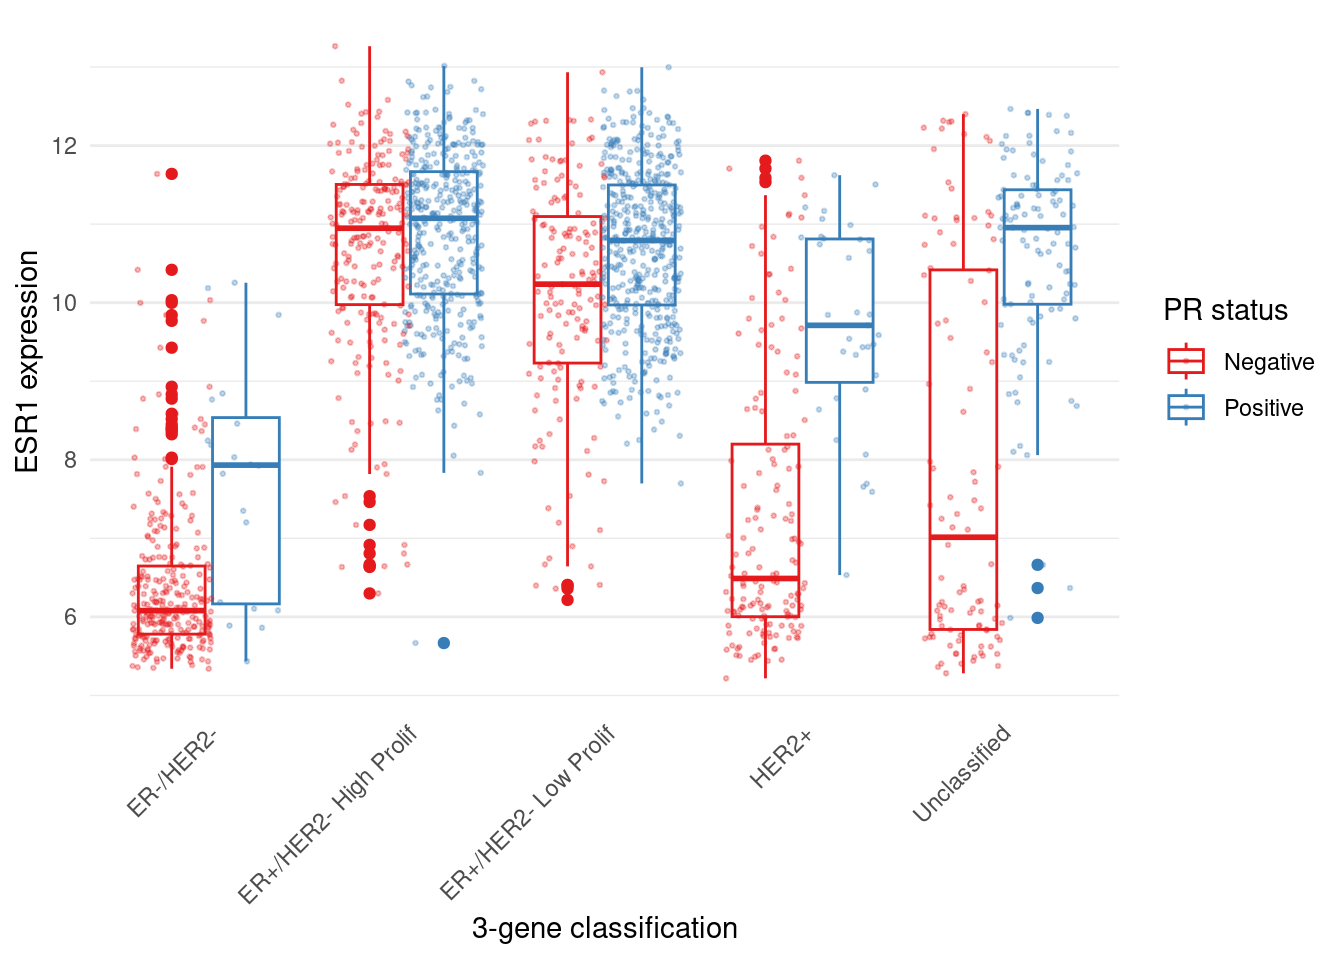 ESR1 expression
12
10
8
6
ER-/HER2-
ER+/HER2- High Prolif
ER+/HER2- Low Prolif
HER2+
Unclassified
3-gene classification
PR status
Negative
Positive